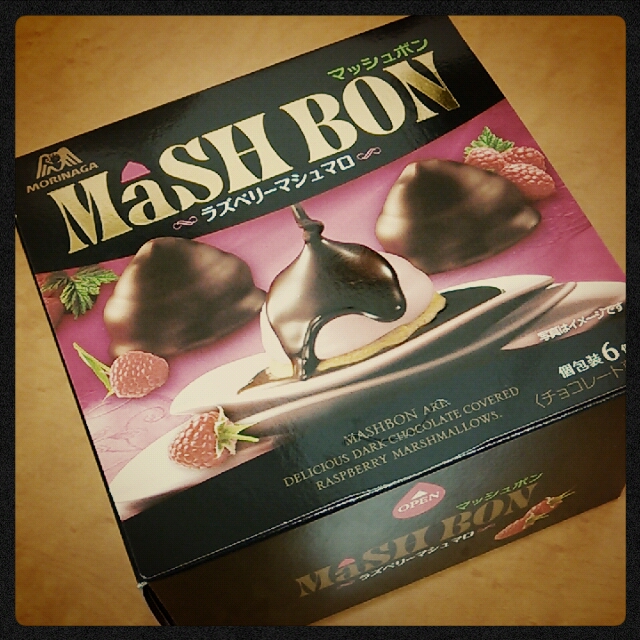 マッシュボン
MORINAGA
MaSH BON
ラズベリーマシュマロ
写真はイメージです
個包装6
〈チョコレート
MASHBON ARE
DELICIOUS DARK CHOCOLATE COVERED
RASPBERRY MARSHMALLOWS.
OPEN
マッシュボン
MaSH BON
ラズベリーマシュマロ